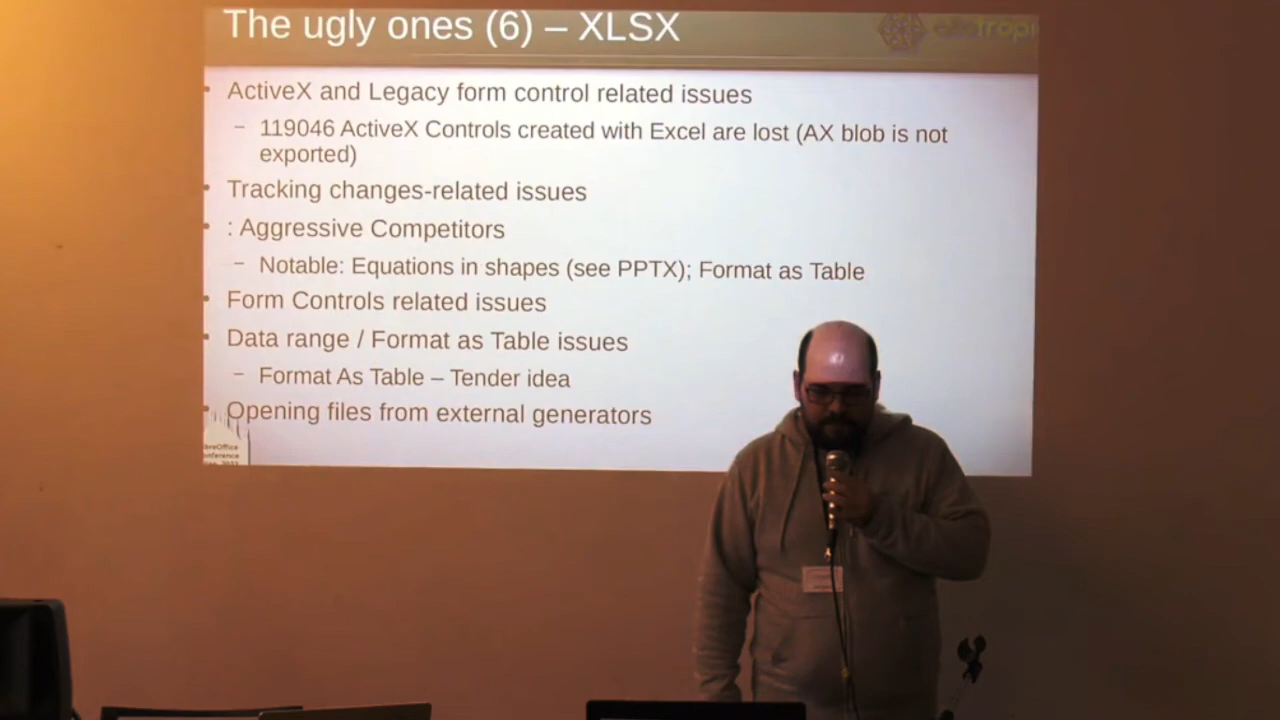 The ugly ones (6) – XLSX
allotropi
• ActiveX and Legacy form control related issues
– 119046 ActiveX Controls created with Excel are lost (AX blob is not
exported)
• Tracking changes-related issues
• : Aggressive Competitors
– Notable: Equations in shapes (see PPTX); Format as Table
• Form Controls related issues
• Data range / Format as Table issues
– Format As Table – Tender idea
• Opening files from external generators
breOffice
onference